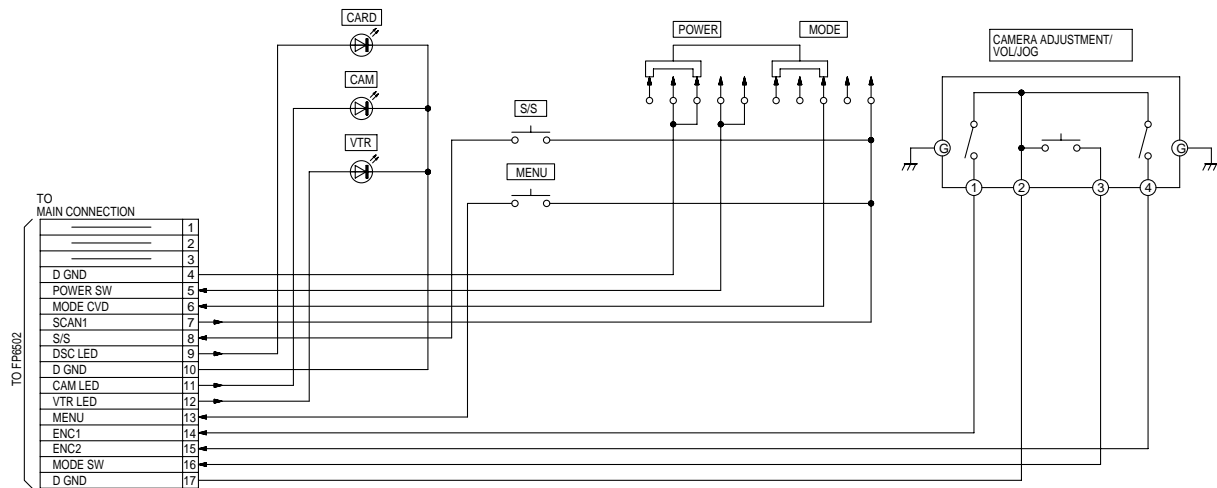 CARD
CAM
VTR
S/S
MENU
POWER
MODE
CAMERA ADJUSTMENT/
VOL/JOG
G
G
1
2
3
4
TO
MAIN CONNECTION
TO FP6502
1
2
3
D GND 4
POWER SW 5
MODE CVD 6
SCAN1 7
S/S 8
DSC LED 9
D GND 10
CAM LED 11
VTR LED 12
MENU 13
ENC1 14
ENC2 15
MODE SW 16
D GND 17